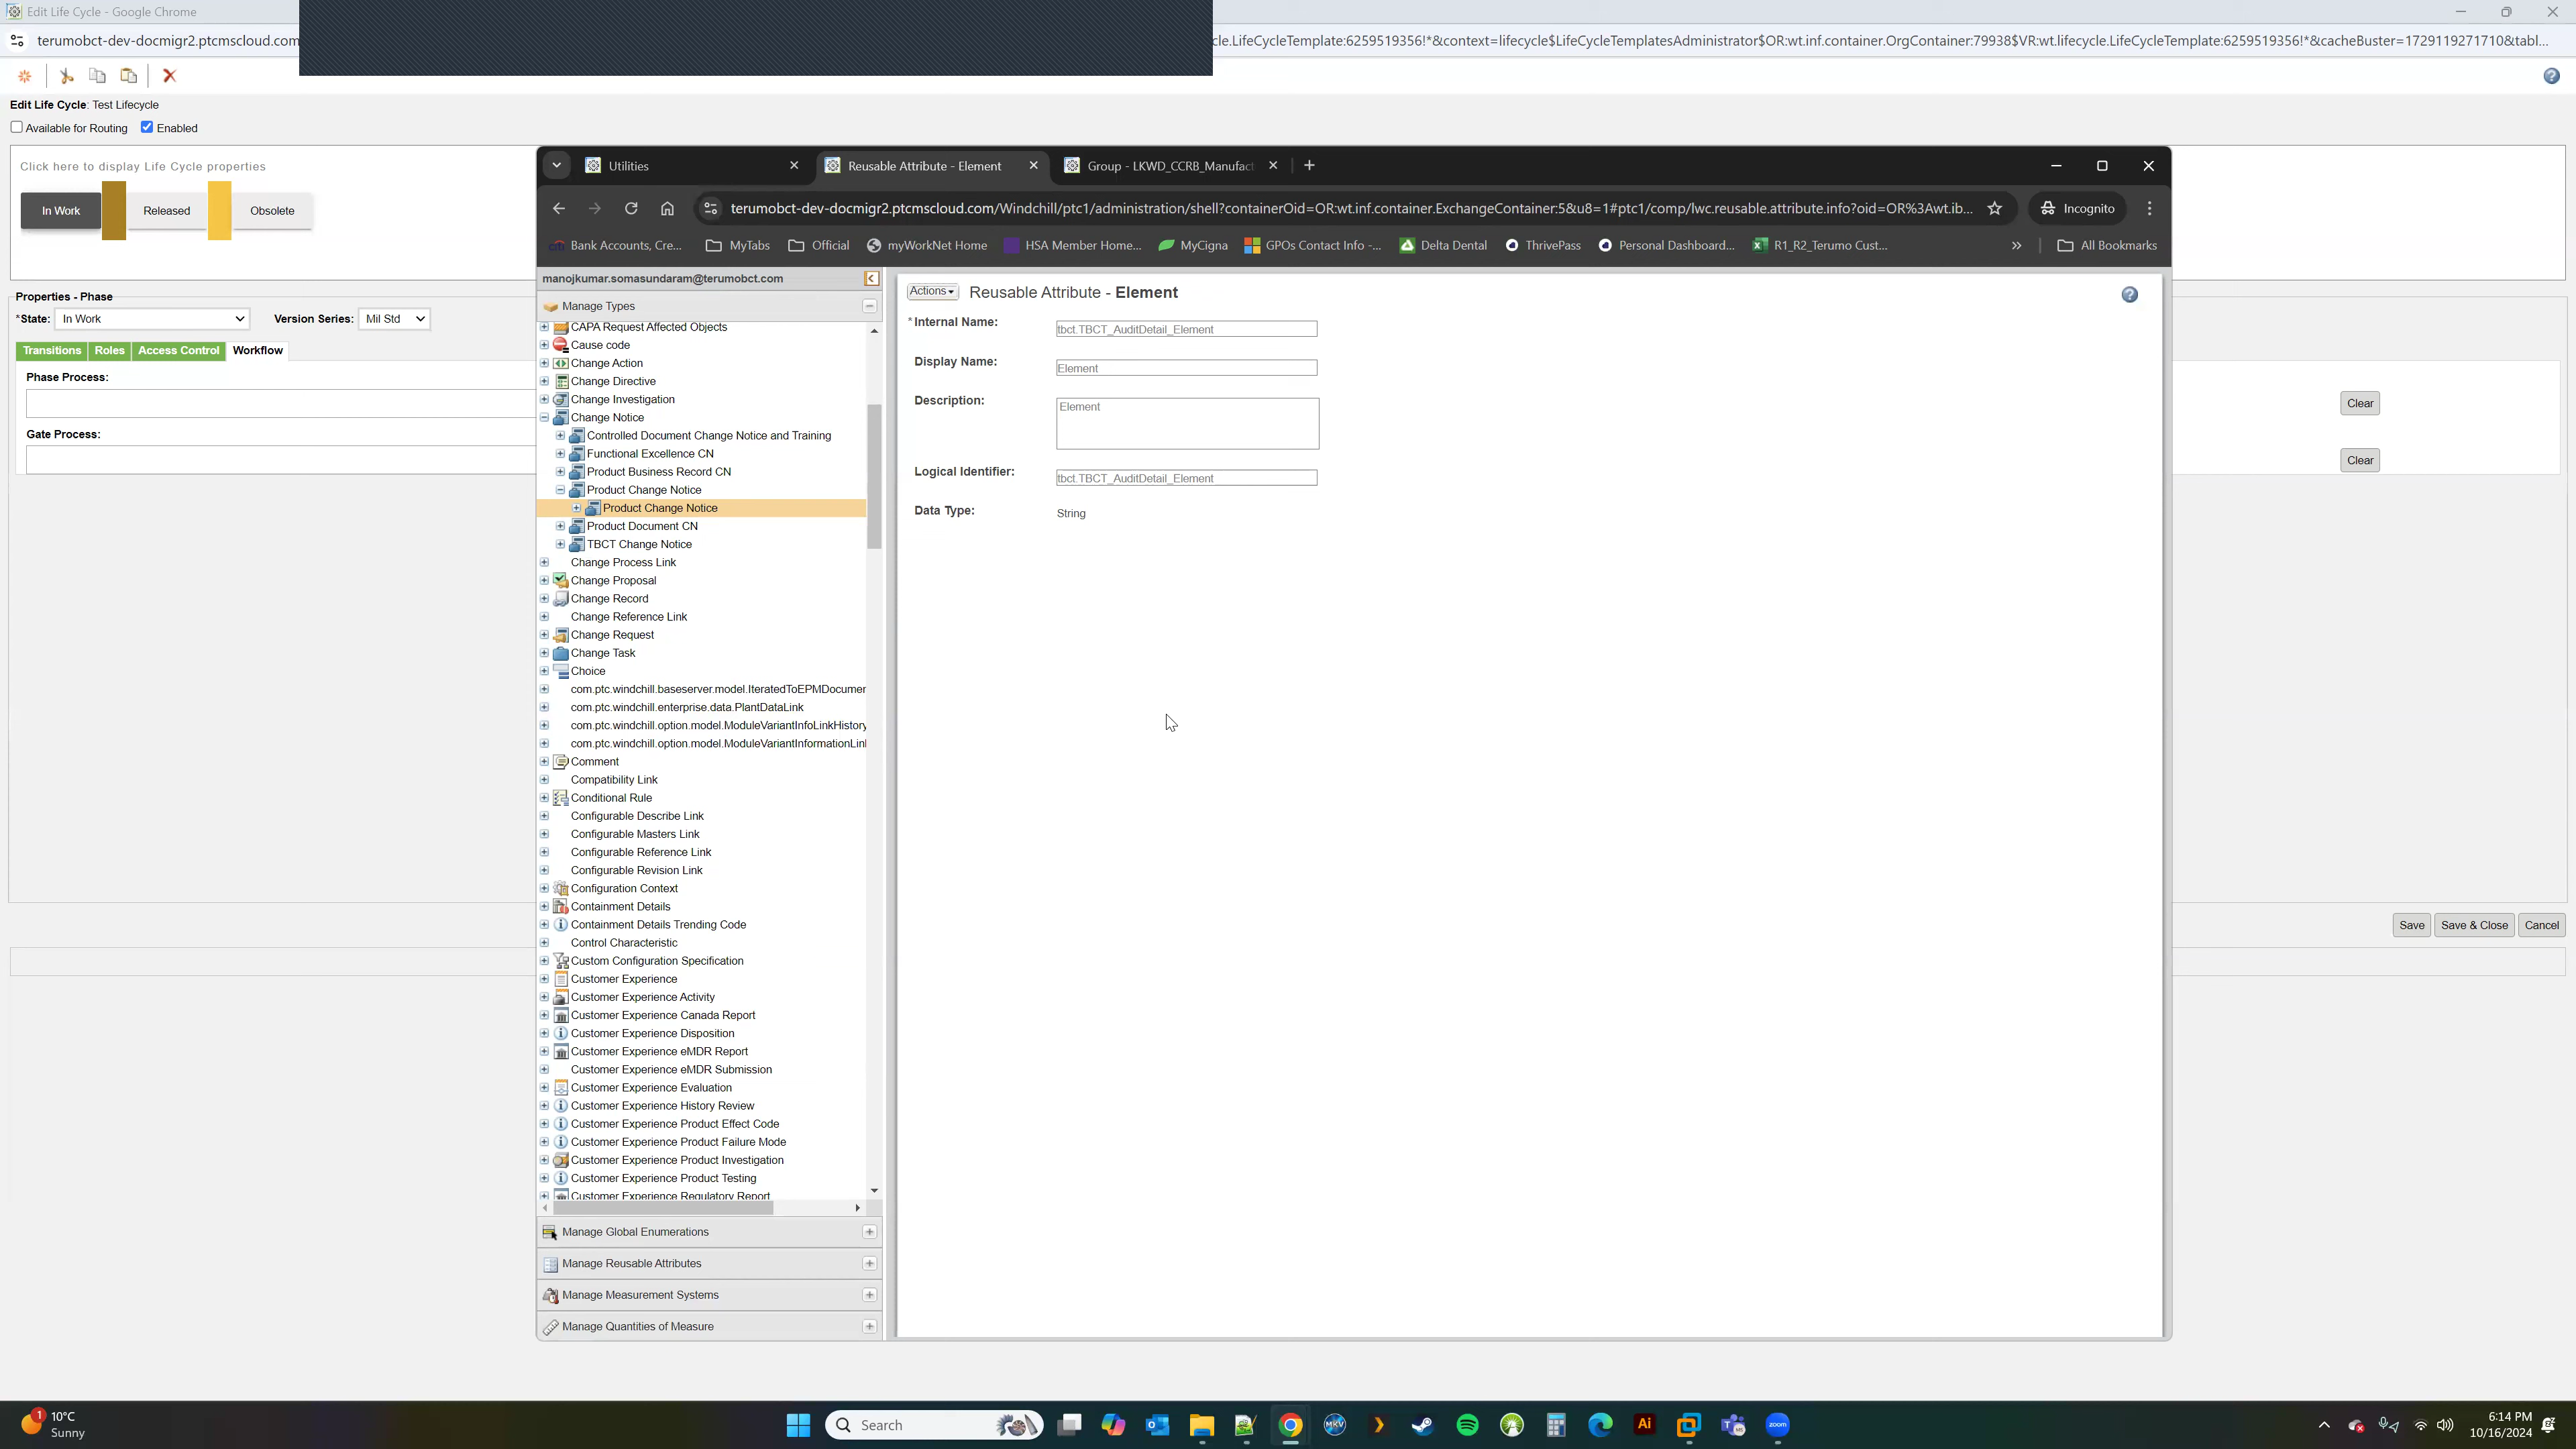 Edit Life Cycle - Google Chrome
terumobct-dev-docmigr2.ptcmscloud.com
cle.LifeCycleTemplate:6259519356!*&context=lifecycle$LifeCycleTemplatesAdministrator$OR:wt.inf.container.OrgContainer:79938$VR:wt.lifecycle.LifeCycleTemplate:6259519356!*&cacheBuster=1729119271710&tabl...
Edit Life Cycle: Test Lifecycle
Available for Routing Enabled
Click here to display Life Cycle properties
In Work Released Obsolete
Properties - Phase
*State: In Work Version Series: Mil Std
Transitions Roles Access Control Workflow
Phase Process:
Clear
Gate Process:
Clear
Save Save & Close Cancel
Utilities
Reusable Attribute - Element
Group - LKWD_CCRB_Manufact
terumobct-dev-docmigr2.ptcmscloud.com/Windchill/ptc1/administration/shell?containerOid=OR:wt.inf.container.ExchangeContainer:5&u8=1#ptc1/comp/lwc.reusable.attribute.info?oid=OR%3Awt.ib...
Incognito
citi Bank Accounts, Cre... MyTabs Official myWorkNet Home HSA Member Home... MyCigna GPOs Contact Info -... Delta Dental ThrivePass Personal Dashboard... R1_R2_Terumo Cust... » All Bookmarks
manojkumar.somasundaram@terumobct.com
Manage Types
CAPA Request Affected Objects
Cause code
Change Action
Change Directive
Change Investigation
Change Notice
Controlled Document Change Notice and Training
Functional Excellence CN
Product Business Record CN
Product Change Notice
Product Change Notice
Product Document CN
TBCT Change Notice
Change Process Link
Change Proposal
Change Record
Change Reference Link
Change Request
Change Task
Choice
com.ptc.windchill.baseserver.model.IteratedToEPMDocumen
com.ptc.windchill.enterprise.data.PlantDataLink
com.ptc.windchill.option.model.ModuleVariantInfoLinkHistory
com.ptc.windchill.option.model.ModuleVariantInformationLink
Comment
Compatibility Link
Conditional Rule
Configurable Describe Link
Configurable Masters Link
Configurable Reference Link
Configurable Revision Link
Configuration Context
Containment Details
Containment Details Trending Code
Control Characteristic
Custom Configuration Specification
Customer Experience
Customer Experience Activity
Customer Experience Canada Report
Customer Experience Disposition
Customer Experience eMDR Report
Customer Experience eMDR Submission
Customer Experience Evaluation
Customer Experience History Review
Customer Experience Product Effect Code
Customer Experience Product Failure Mode
Customer Experience Product Investigation
Customer Experience Product Testing
Customer Experience Regulatory Report
Manage Global Enumerations
Manage Reusable Attributes
Manage Measurement Systems
Manage Quantities of Measure
Actions Reusable Attribute - Element
*Internal Name: tbct.TBCT_AuditDetail_Element
Display Name: Element
Description: Element
Logical Identifier: tbct.TBCT_AuditDetail_Element
Data Type: String
1
10°C
Sunny
Search
MKV
Ai
zoom
6:14 PM
10/16/2024